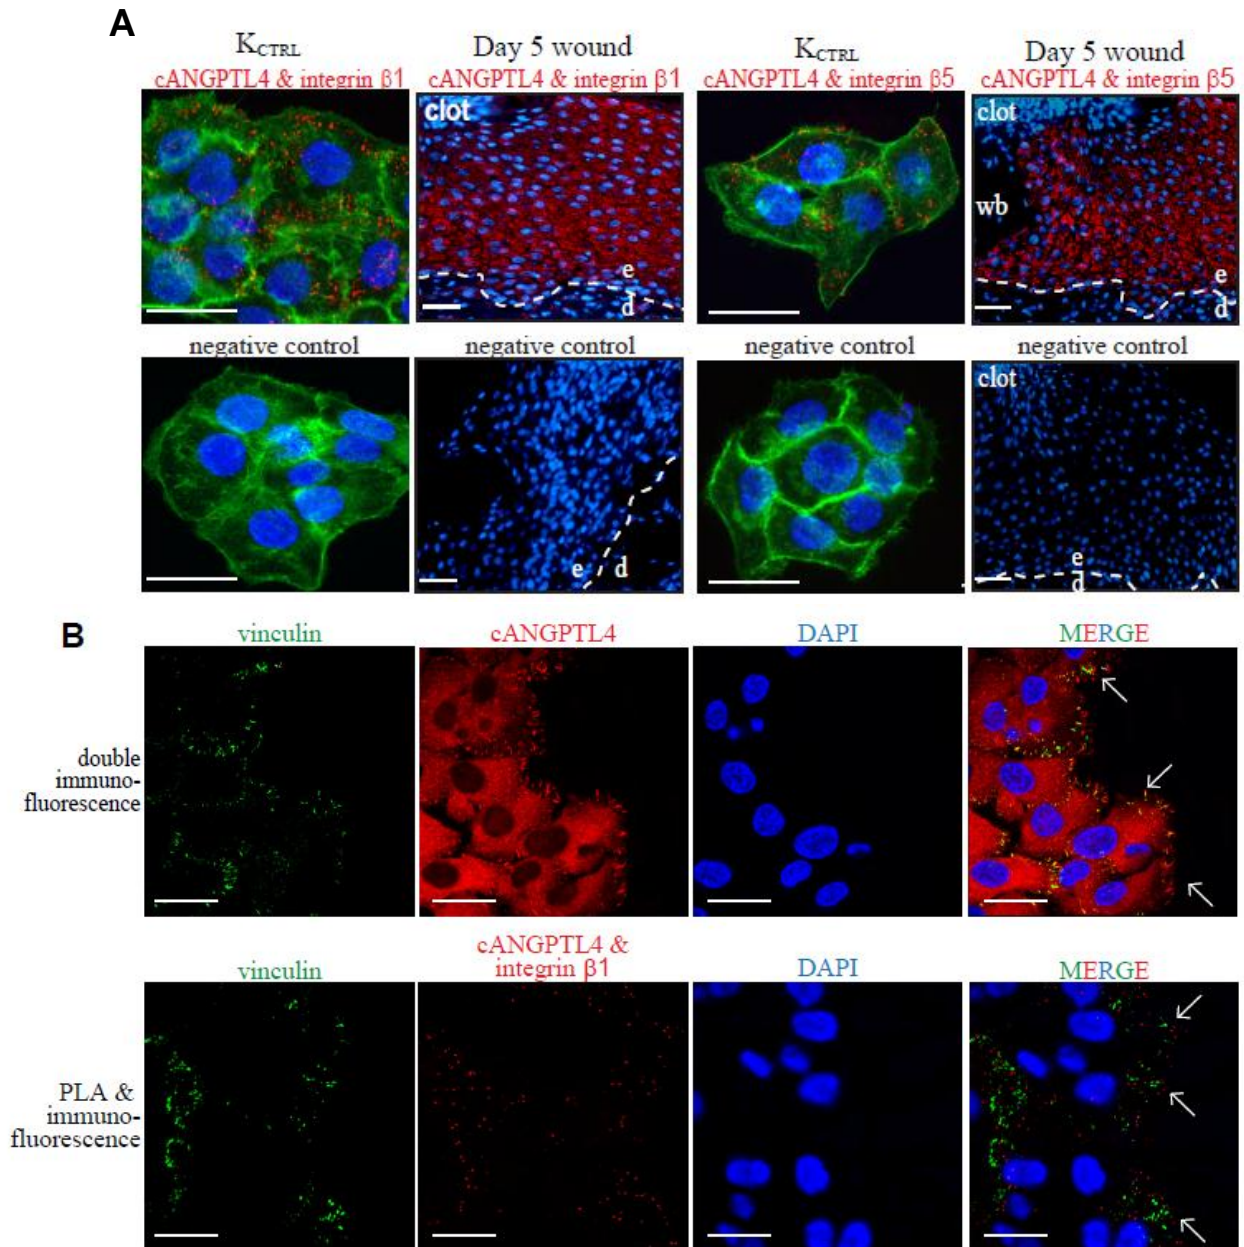 A
K_CTRL
Day 5 wound
K_CTRL
Day 5 wound
cANGPTL4 & integrin β1
cANGPTL4 & integrin β1
cANGPTL4 & integrin β5
cANGPTL4 & integrin β5
clot
clot
wb
e
d
e
d
negative control
negative control
negative control
negative control
clot
e
d
e
d
B
vinculin
cANGPTL4
DAPI
MERGE
double
immuno-
fluorescence
cANGPTL4 &
integrin β1
vinculin
DAPI
MERGE
PLA &
immuno-
fluorescence